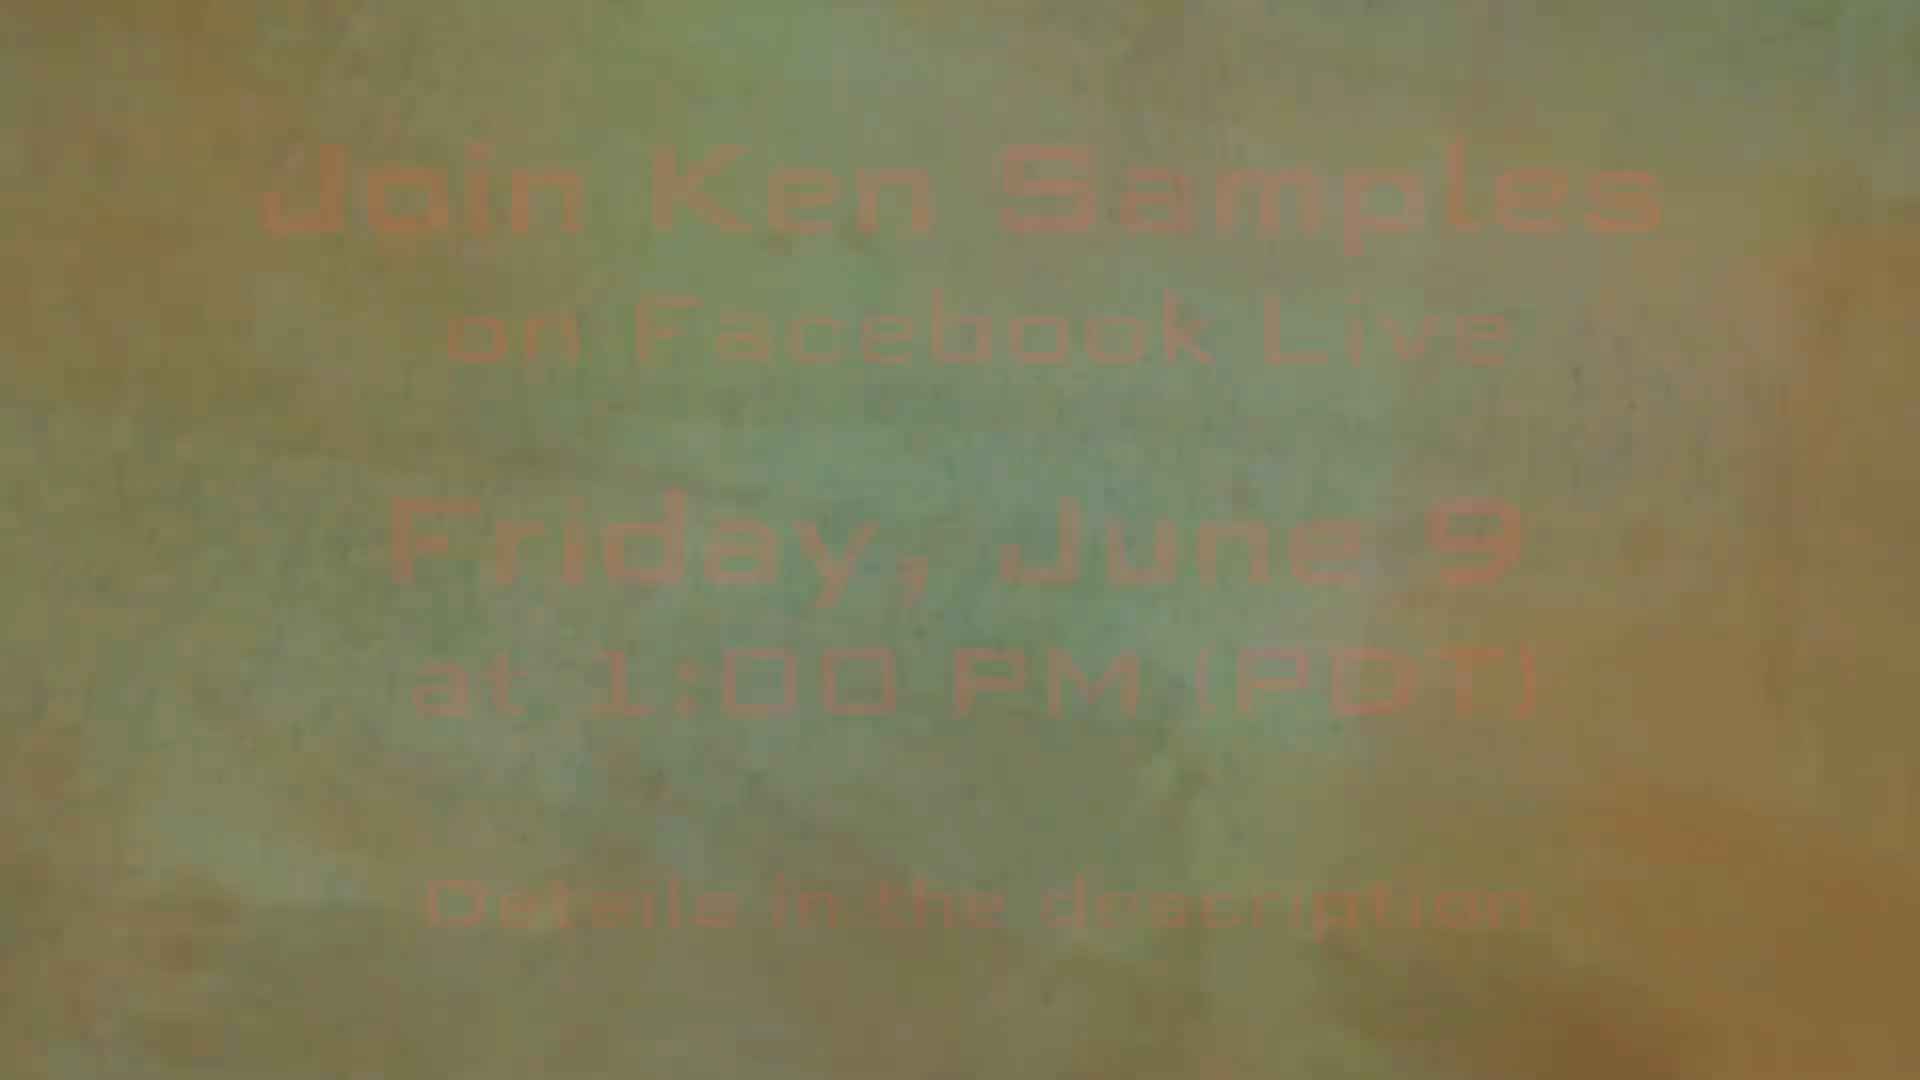 Join Ken Samples
on Facebook Live
Friday, June 9
at 1:00 PM (PDT)
Details in the description